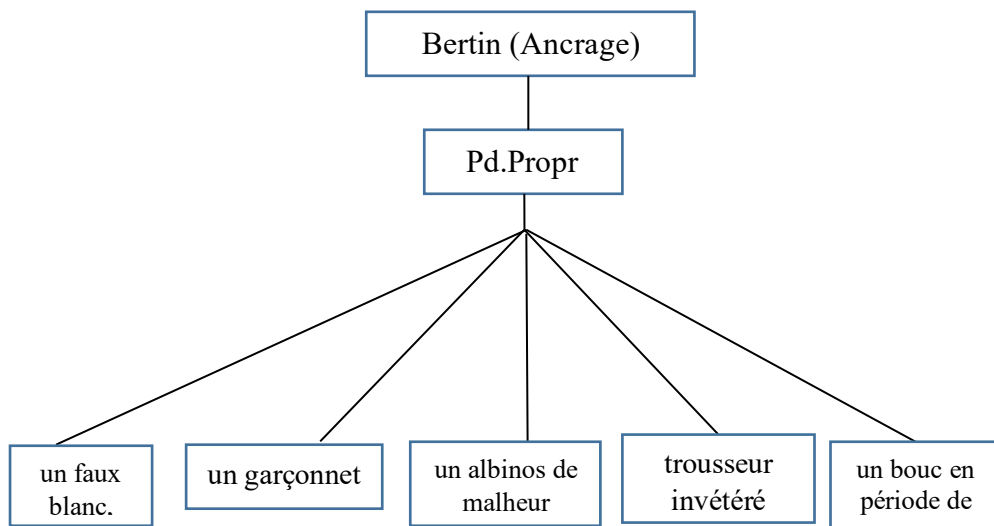 Bertin (Ancrage)
Pd.Propr
un faux
blanc.
un garçonnet
un albinos de
malheur
trousseur
invétéré
un bouc en
période de